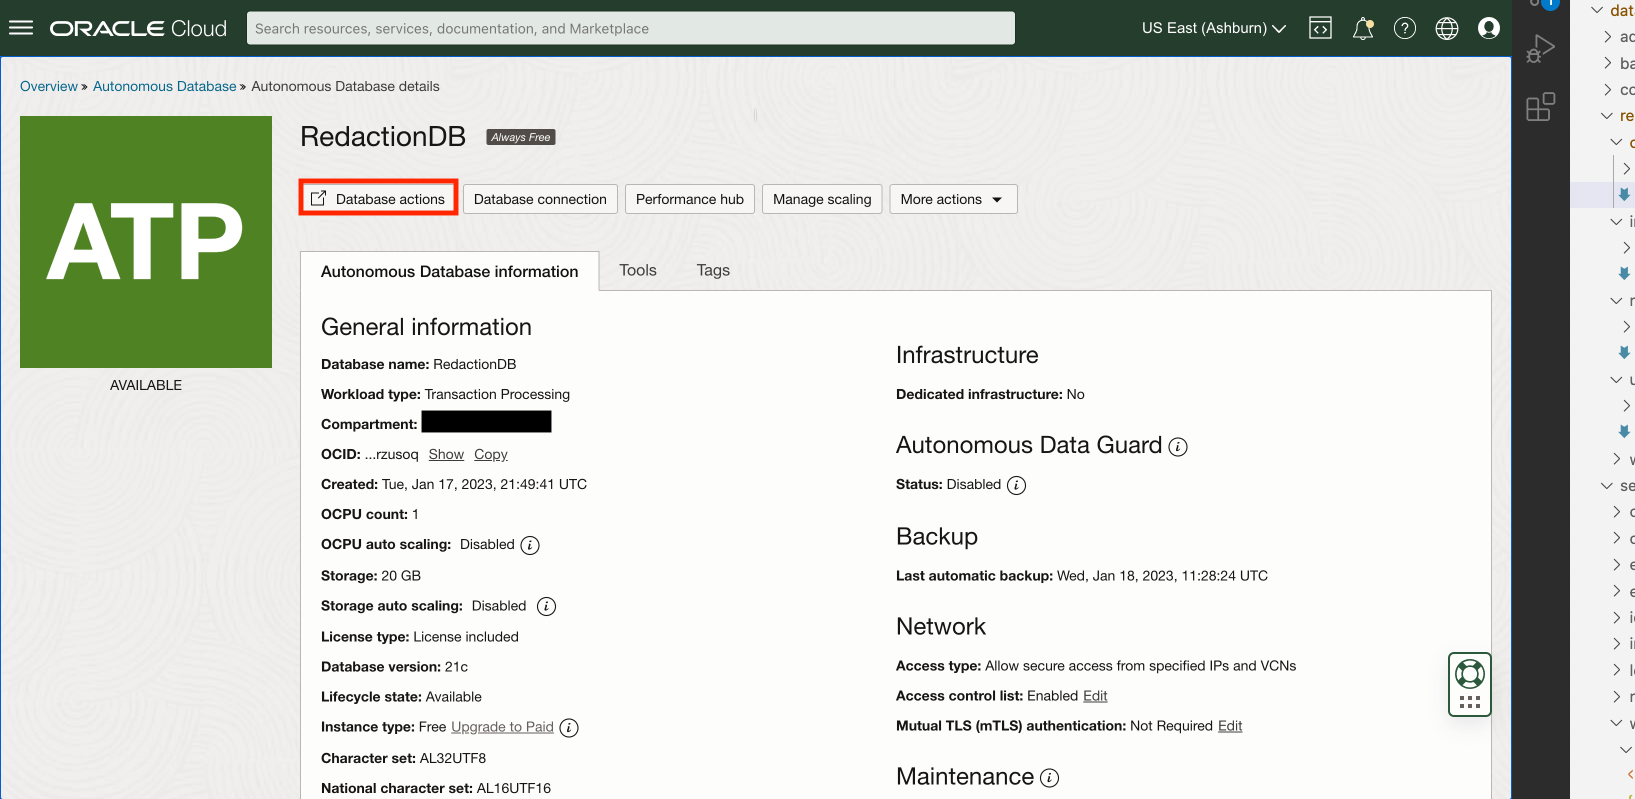 ORACLE Cloud
Search resources, services, documentation, and Marketplace
US East (Ashburn)
1
Overview » Autonomous Database » Autonomous Database details
ATP
AVAILABLE
RedactionDB Always Free
Database actions Database connection Performance hub Manage scaling More actions
Autonomous Database information Tools Tags
General information
Database name: RedactionDB
Workload type: Transaction Processing
Compartment:
OCID: ...rzusoq Show Copy
Created: Tue, Jan 17, 2023, 21:49:41 UTC
OCPU count: 1
OCPU auto scaling: Disabled
Storage: 20 GB
Storage auto scaling: Disabled
License type: License included
Database version: 21c
Lifecycle state: Available
Instance type: Free Upgrade to Paid
Character set: AL32UTF8
National character set: AL16UTF16
Infrastructure
Dedicated infrastructure: No
Autonomous Data Guard
Status: Disabled
Backup
Last automatic backup: Wed, Jan 18, 2023, 11:28:24 UTC
Network
Access type: Allow secure access from specified IPs and VCNs
Access control list: Enabled Edit
Mutual TLS (mTLS) authentication: Not Required Edit
Maintenance